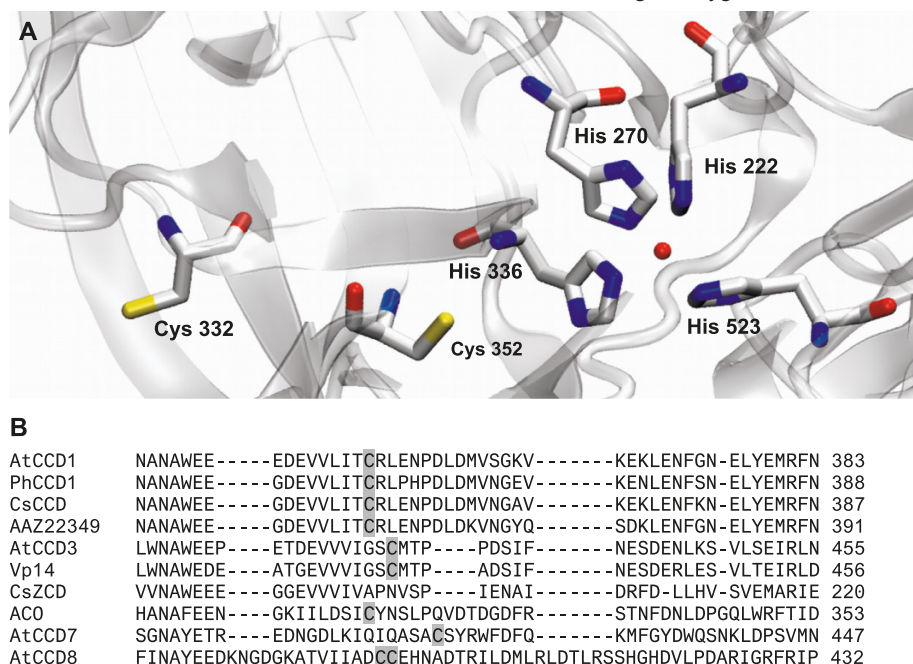 A
His 270
His 222
His 336
Cys 332
Cys 352
His 523
B
AtCCD1 NANAWEE-----EDEVVLITCRLENPDLDMVSGKV-------KEKLENFGN-ELYEMRFN 383
PhCCD1 NANAWEE-----GDEVVLITCRLPHPDLDMVNGEV-------KENLENFSN-ELYEMRFN 388
CsCCD NANAWEE-----GDEVVLITCRLENPDLDMVNGAV-------KEKLENFKN-ELYEMRFN 387
AAZ22349 NANAWEE-----GDEVVLITCRLENPDLDKVNGYQ-------SDKLENFGN-ELYEMRFN 391
AtCCD3 LWNAWEEP----ETDEVVVIGSCMTP----PDSIF-------NESDENLKS-VLSEIRLN 455
Vp14 LWNAWEDE----ATGEVVVIGSCMTP----ADSIF-------NESDERLES-VLTEIRLD 456
CsZCD VVNAWEEE----GGEVVVIVAPNVSP----IENAI-------DRFD-LLHV-SVEMARIE 220
ACO HANAFEEN----GKIILDSICYNSLPQVDTDGDFR-------STNFDNLDPGQLWRFTID 353
AtCCD7 SGNAYETR----EDNGDLKIQIQASACSYRWFDFQ-------KMFGYDWQSNKLDPSVMN 447
AtCCD8 FINAYEEDKNGDGKATVIIADCCEHNADTRILDMLRLDTLRSSHGHDVLPDARIGRFRIP 432